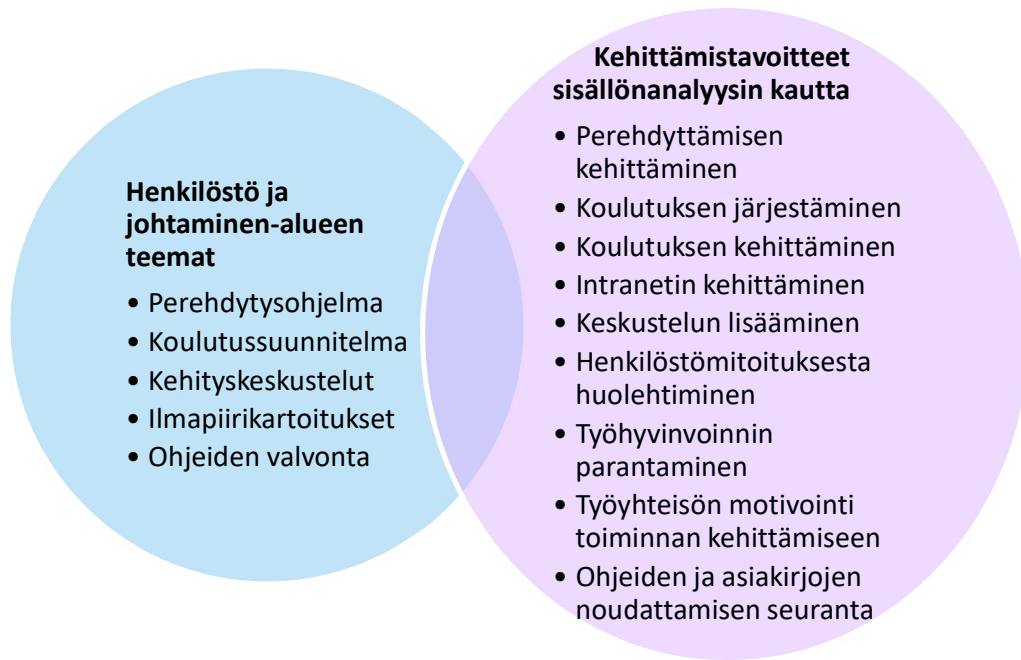 Henkilöstö ja
johtaminen-alueen
teemat
• Perehdytysohjelma
• Koulutussuunnitelma
• Kehityskeskustelut
• Ilmapiirikartoitukset
• Ohjeiden valvonta
Kehittämistavoitteet
sisällönanalyysin kautta
• Perehdyttämisen
kehittäminen
• Koulutuksen järjestäminen
• Koulutuksen kehittäminen
• Intranetin kehittäminen
• Keskustelun lisääminen
• Henkilöstömitoituksesta
huolehtiminen
• Työhyvinvoinnin
parantaminen
• Työyhteisön motivointi
toiminnan kehittämiseen
• Ohjeiden ja asiakirjojen
noudattamisen seuranta